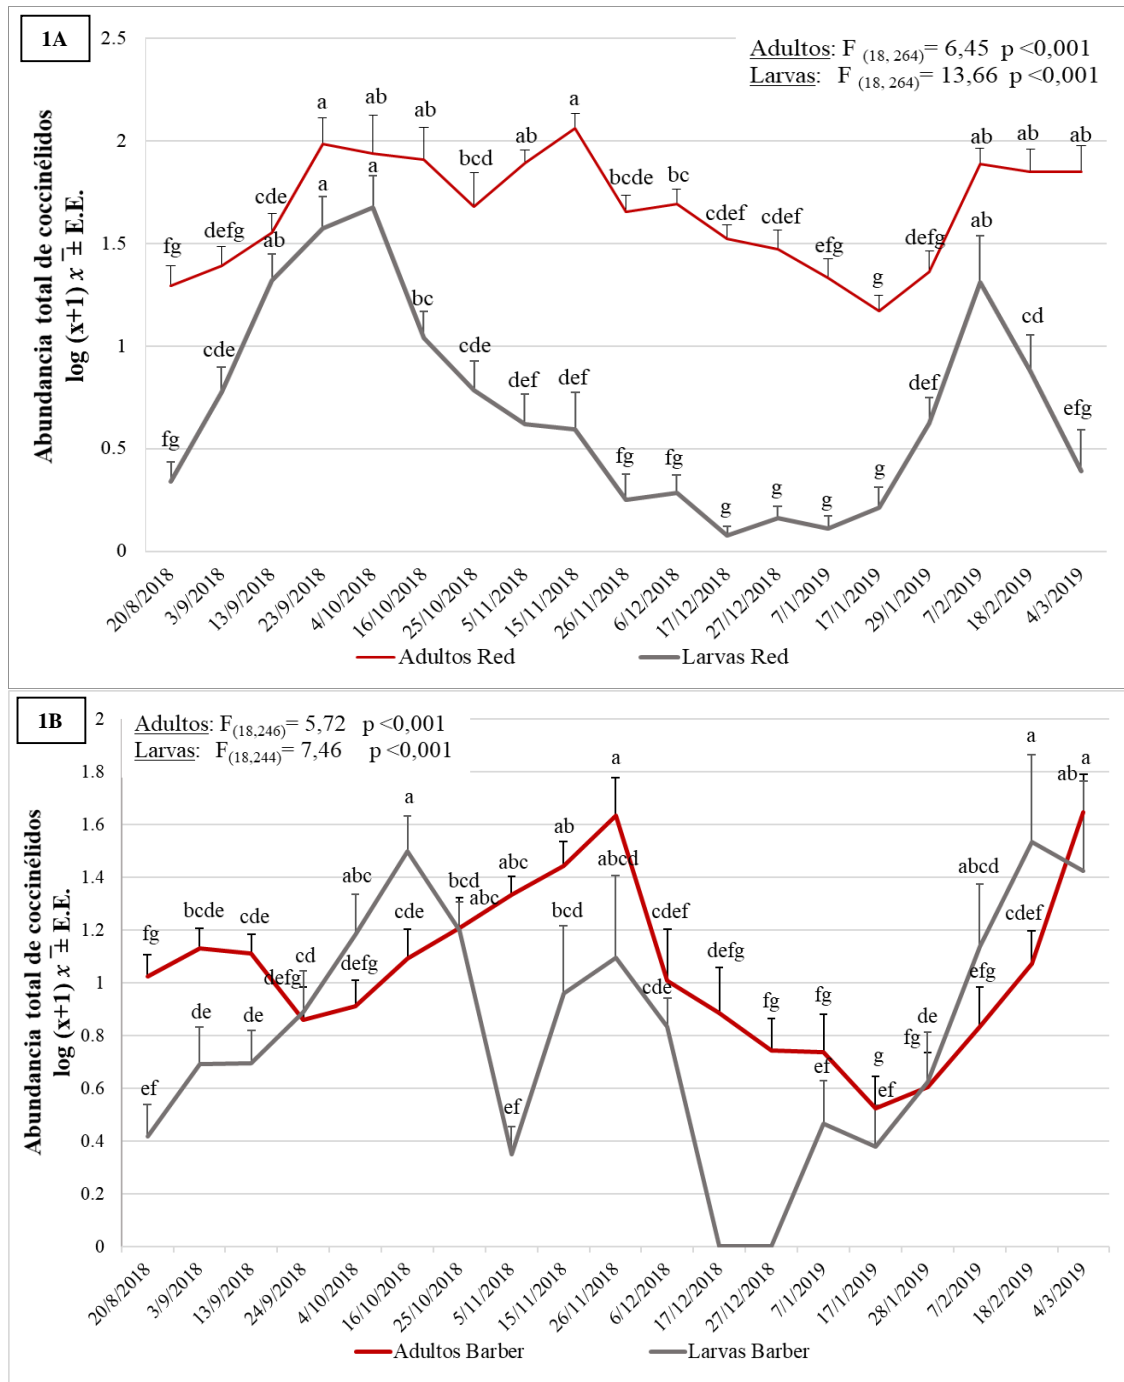 1A
Adultos: F (18, 264)= 6,45 p <0,001
Larvas: F (18, 264)= 13,66 p <0,001
Abundancia total de coccinélidos
log (x+1) x̄ ± E.E.
2.5
2
1.5
1
0.5
0
fg defg cde a ab ab bcd ab a bcde bc cdef cdef efg g defg ab ab ab
fg cde ab a a bc cde def def fg fg g g g g def ab cd efg
20/8/2018 3/9/2018 13/9/2018 23/9/2018 4/10/2018 16/10/2018 25/10/2018 5/11/2018 15/11/2018 26/11/2018 6/12/2018 17/12/2018 27/12/2018 7/1/2019 17/1/2019 29/1/2019 7/2/2019 18/2/2019 4/3/2019
Adultos Red Larvas Red
1B
Adultos: F(18,246)= 5,72 p <0,001
Larvas: F(18,244)= 7,46 p <0,001
Abundancia total de coccinélidos
log (x+1) x̄ ± E.E.
2
1.8
1.6
1.4
1.2
1
0.8
0.6
0.4
0.2
0
fg bcde cde defg defg cde bcd abc ab a cdef defg fg fg g fg efg cdef a
ef de de cd abc a abc ef bcd abcd cde ef ef de abcd a ab
20/8/2018 3/9/2018 13/9/2018 24/9/2018 4/10/2018 16/10/2018 25/10/2018 5/11/2018 15/11/2018 26/11/2018 6/12/2018 17/12/2018 27/12/2018 7/1/2019 17/1/2019 28/1/2019 7/2/2019 18/2/2019 4/3/2019
Adultos Barber Larvas Barber